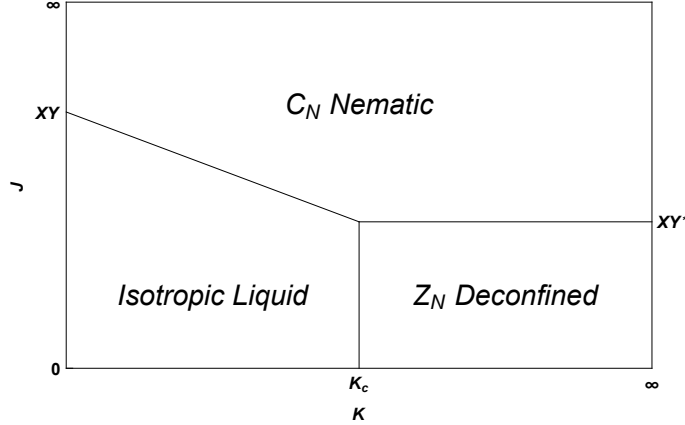 ∞
C_N Nematic
XY
J
XY*
Isotropic Liquid
Z_N Deconfined
0
K_c
∞
K